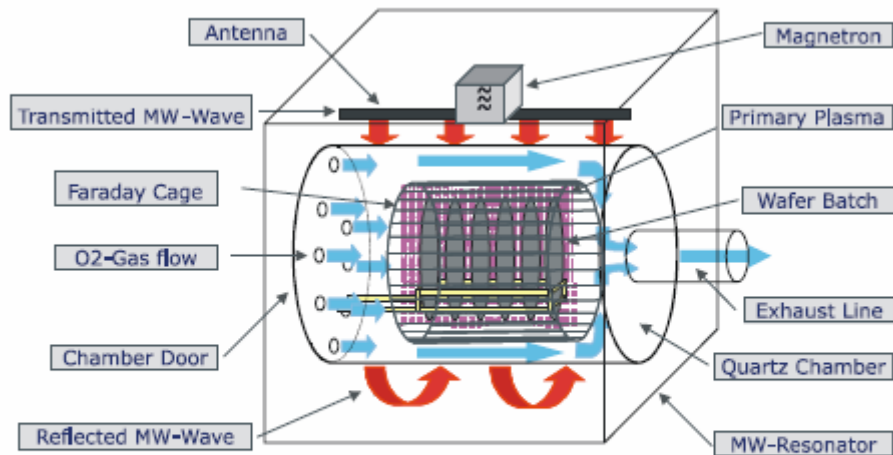 Antenna
Magnetron
Transmitted MW-Wave
Primary Plasma
Faraday Cage
Wafer Batch
O2-Gas flow
Exhaust Line
Chamber Door
Quartz Chamber
Reflected MW-Wave
MW-Resonator